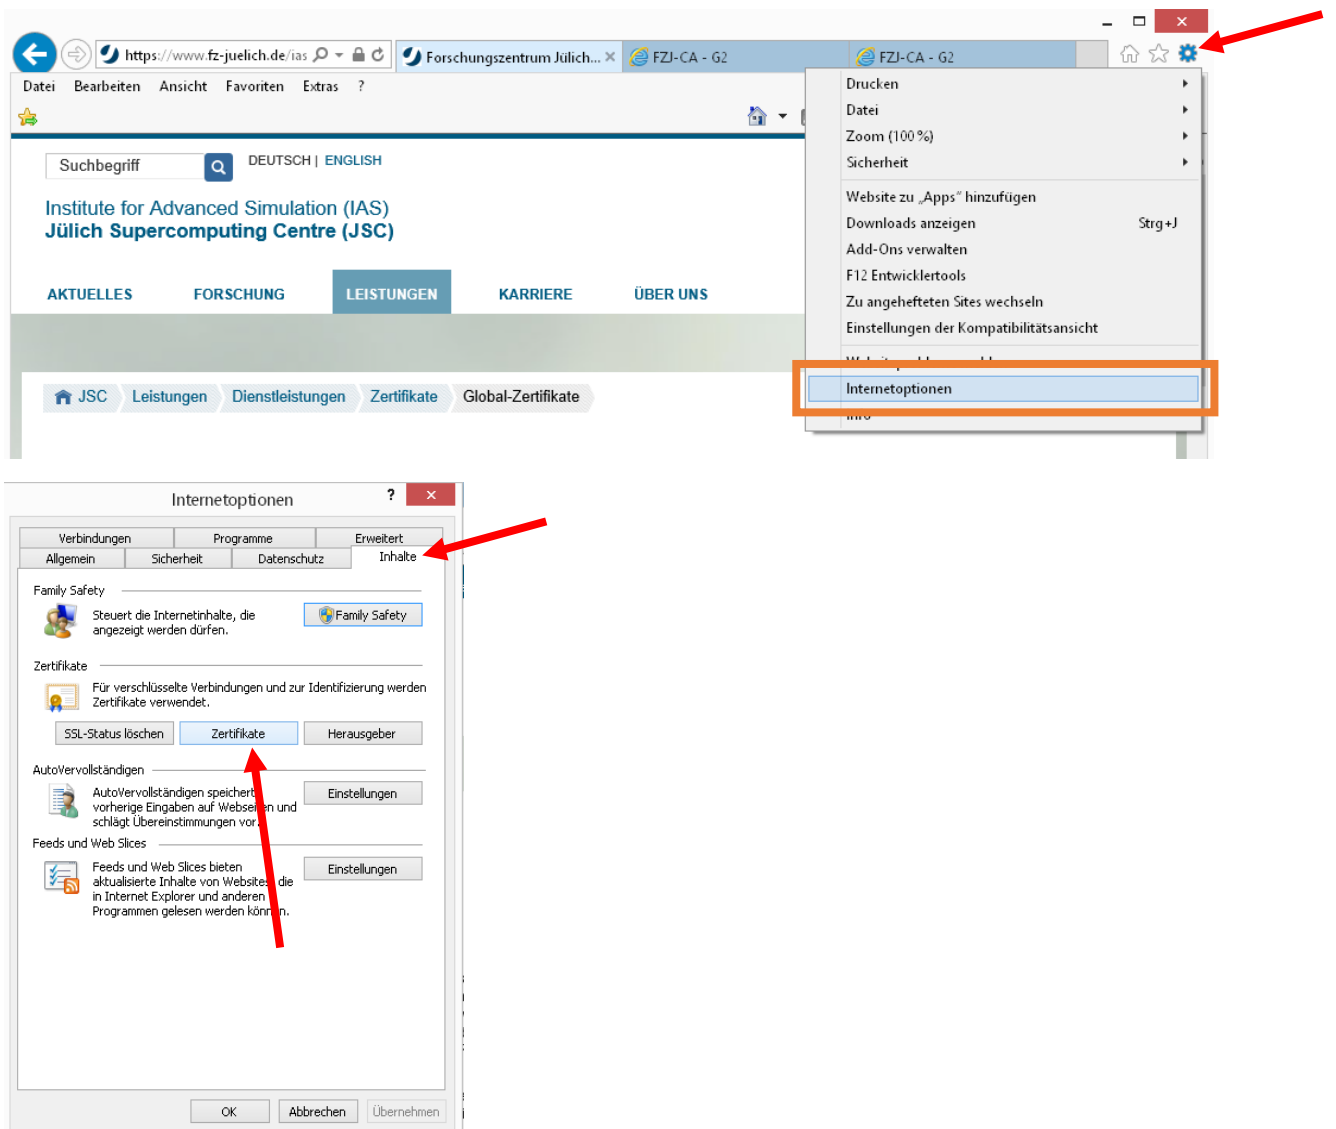 https://www.fz-juelich.de/ias
Forschungszentrum Jülich...
FZJ-CA - G2
FZJ-CA - G2
Datei Bearbeiten Ansicht Favoriten Extras ?
Drucken
Datei
Zoom (100 %)
Sicherheit
Website zu „Apps" hinzufügen
Downloads anzeigen Strg+J
Add-Ons verwalten
F12 Entwicklertools
Zu angehefteten Sites wechseln
Einstellungen der Kompatibilitätsansicht
Internetoptionen
Info
Suchbegriff
DEUTSCH | ENGLISH
Institute for Advanced Simulation (IAS)
Jülich Supercomputing Centre (JSC)
AKTUELLES FORSCHUNG LEISTUNGEN KARRIERE ÜBER UNS
JSC Leistungen Dienstleistungen Zertifikate Global-Zertifikate
Internetoptionen ?
Verbindungen Programme Erweitert
Allgemein Sicherheit Datenschutz Inhalte
Family Safety
Steuert die Internetinhalte, die
angezeigt werden dürfen.
Family Safety
Zertifikate
Für verschlüsselte Verbindungen und zur Identifizierung werden
Zertifikate verwendet.
SSL-Status löschen Zertifikate Herausgeber
AutoVervollständigen
AutoVervollständigen speichert
vorherige Eingaben auf Webseiten und
schlägt Übereinstimmungen vor.
Einstellungen
Feeds und Web Slices
Feeds und Web Slices bieten
aktualisierte Inhalte von Websites, die
in Internet Explorer und anderen
Programmen gelesen werden können.
Einstellungen
OK Abbrechen Übernehmen